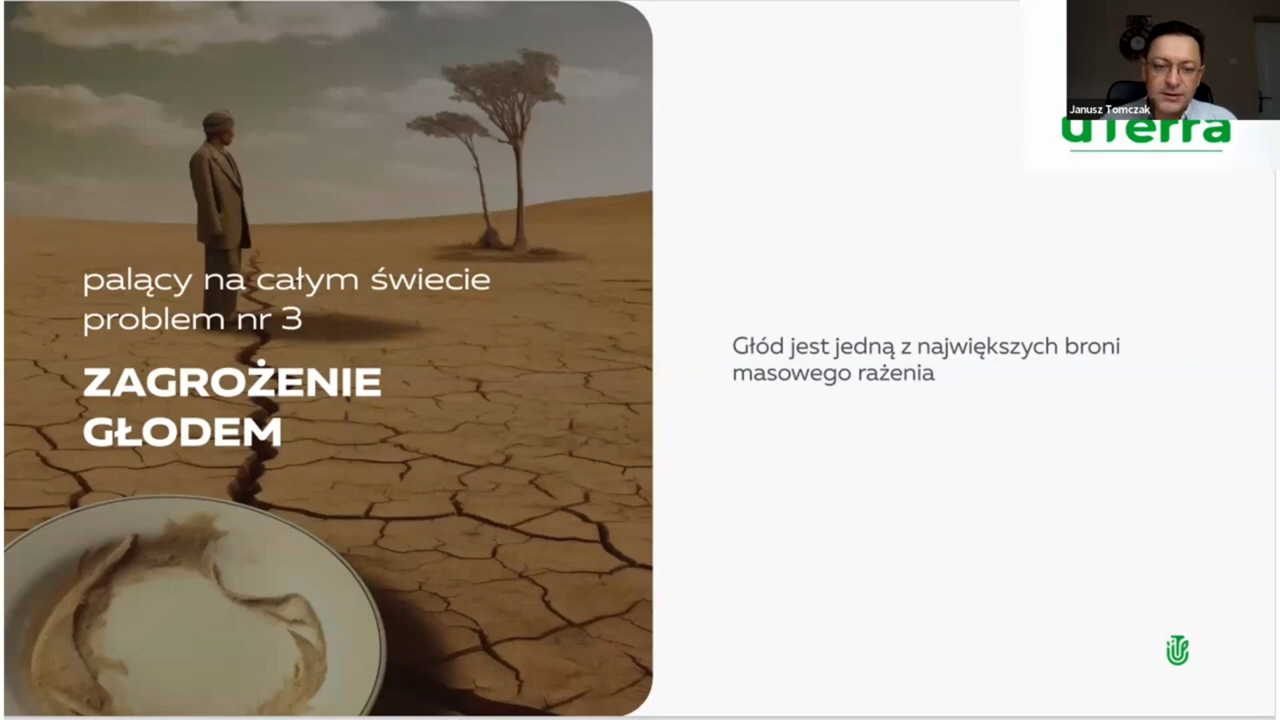 palący na całym świecie
problem nr 3
ZAGROŻENIE
GŁODEM
Głód jest jedną z największych broni
masowego rażenia
Janusz Tomczak
uTerra